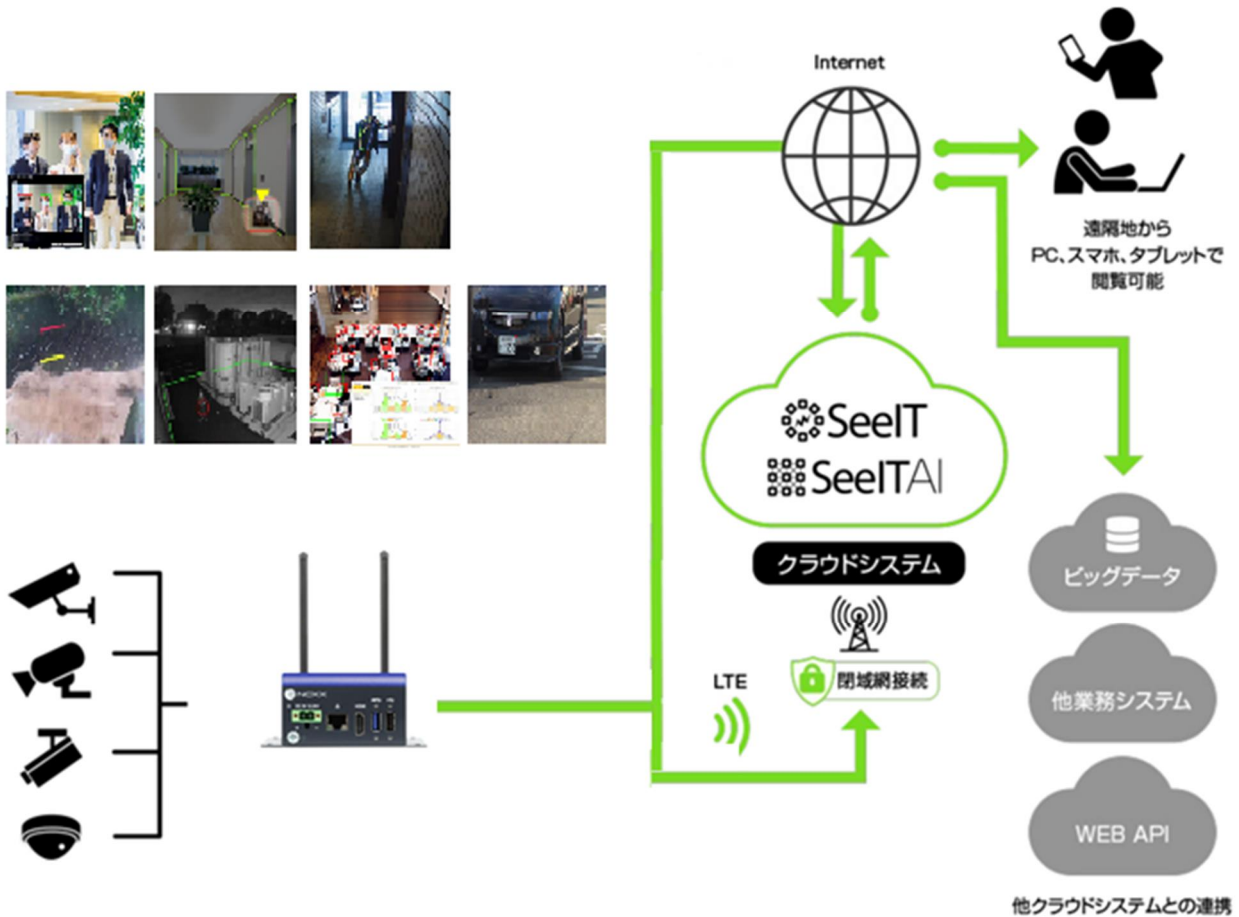 Internet
遠隔地から
PC、スマホ、タブレットで
閲覧可能
SeeIT
SeeITAI
クラウドシステム
LTE
閉域網接続
NEXX
ビッグデータ
他業務システム
WEB API
他クラウドシステムとの連携